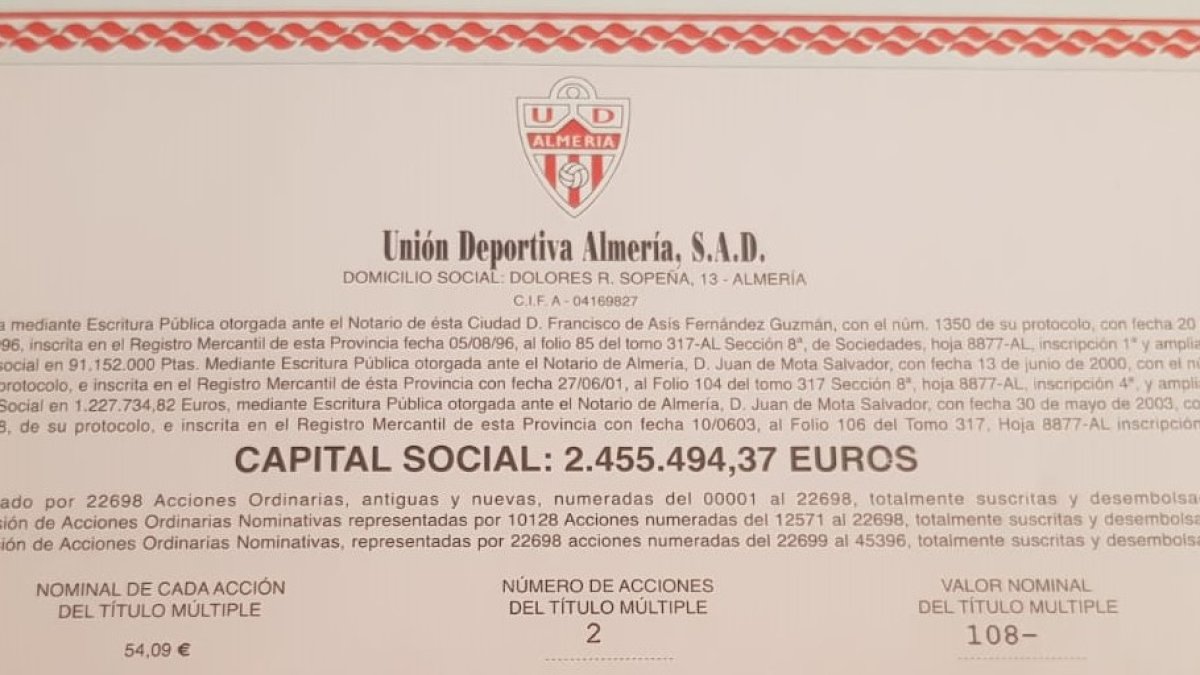 U D
ALMERIA
Unión Deportiva Almería, S.A.D.
DOMICILIO SOCIAL: DOLORES R. SOPEÑA, 13 - ALMERÍA
C.I.F. A - 04169827
a mediante Escritura Pública otorgada ante el Notario de ésta Ciudad D. Francisco de Asís Fernández Guzmán, con el núm. 1350 de su protocolo, con fecha 20
96, inscrita en el Registro Mercantil de esta Provincia fecha 05/08/96, al folio 85 del tomo 317-AL Sección 8ª, de Sociedades, hoja 8877-AL, inscripción 1ª y amplia
social en 91.152.000 Ptas. Mediante Escritura Pública otorgada ante el Notario de Almería, D. Juan de Mota Salvador, con fecha 13 de junio de 2000, con el n
protocolo, e inscrita en el Registro Mercantil de ésta Provincia con fecha 27/06/01, al Folio 104 del tomo 317 Sección 8ª, hoja 8877-AL, inscripción 4ª, y ampli
Social en 1.227.734,82 Euros, mediante Escritura Pública otorgada ante el Notario de Almería, D. Juan de Mota Salvador, con fecha 30 de mayo de 2003, co
8, de su protocolo, e inscrita en el Registro Mercantil de esta Provincia con fecha 10/0603, al Folio 106 del Tomo 317, Hoja 8877-AL inscripción
CAPITAL SOCIAL: 2.455.494,37 EUROS
ado por 22698 Acciones Ordinarias, antiguas y nuevas, numeradas del 00001 al 22698, totalmente suscritas y desembolsa
sión de Acciones Ordinarias Nominativas representadas por 10128 Acciones numeradas del 12571 al 22698, totalmente suscritas y desembolsa
ión de Acciones Ordinarias Nominativas, representadas por 22698 acciones numeradas del 22699 al 45396, totalmente suscritas y desembolsa
NOMINAL DE CADA ACCIÓN
DEL TÍTULO MÚLTIPLE
54,09 €
NÚMERO DE ACCIONES
DEL TÍTULO MÚLTIPLE
2
VALOR NOMINAL
DEL TÍTULO MULTIPLE
108-